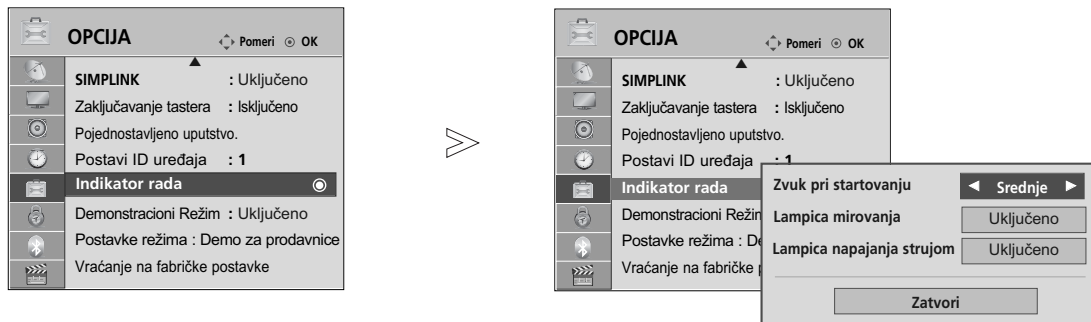 OPCIJA Pomeri OK
SIMPLINK : Uključeno
Zaključavanje tastera : Isključeno
Pojednostavljeno uputstvo.
Postavi ID uređaja : 1
Indikator rada
Demonstracioni Režim : Uključeno
Postavke režima : Demo za prodavnice
Vraćanje na fabričke postavke
OPCIJA Pomeri OK
SIMPLINK : Uključeno
Zaključavanje tastera : Isključeno
Pojednostavljeno uputstvo.
Postavi ID uređaja : 1
Indikator rada
Demonstracioni Režim
Postavke režima : De
Vraćanje na fabričke p
Zvuk pri startovanju Srednje
Lampica mirovanja Uključeno
Lampica napajanja strujom Uključeno
Zatvori